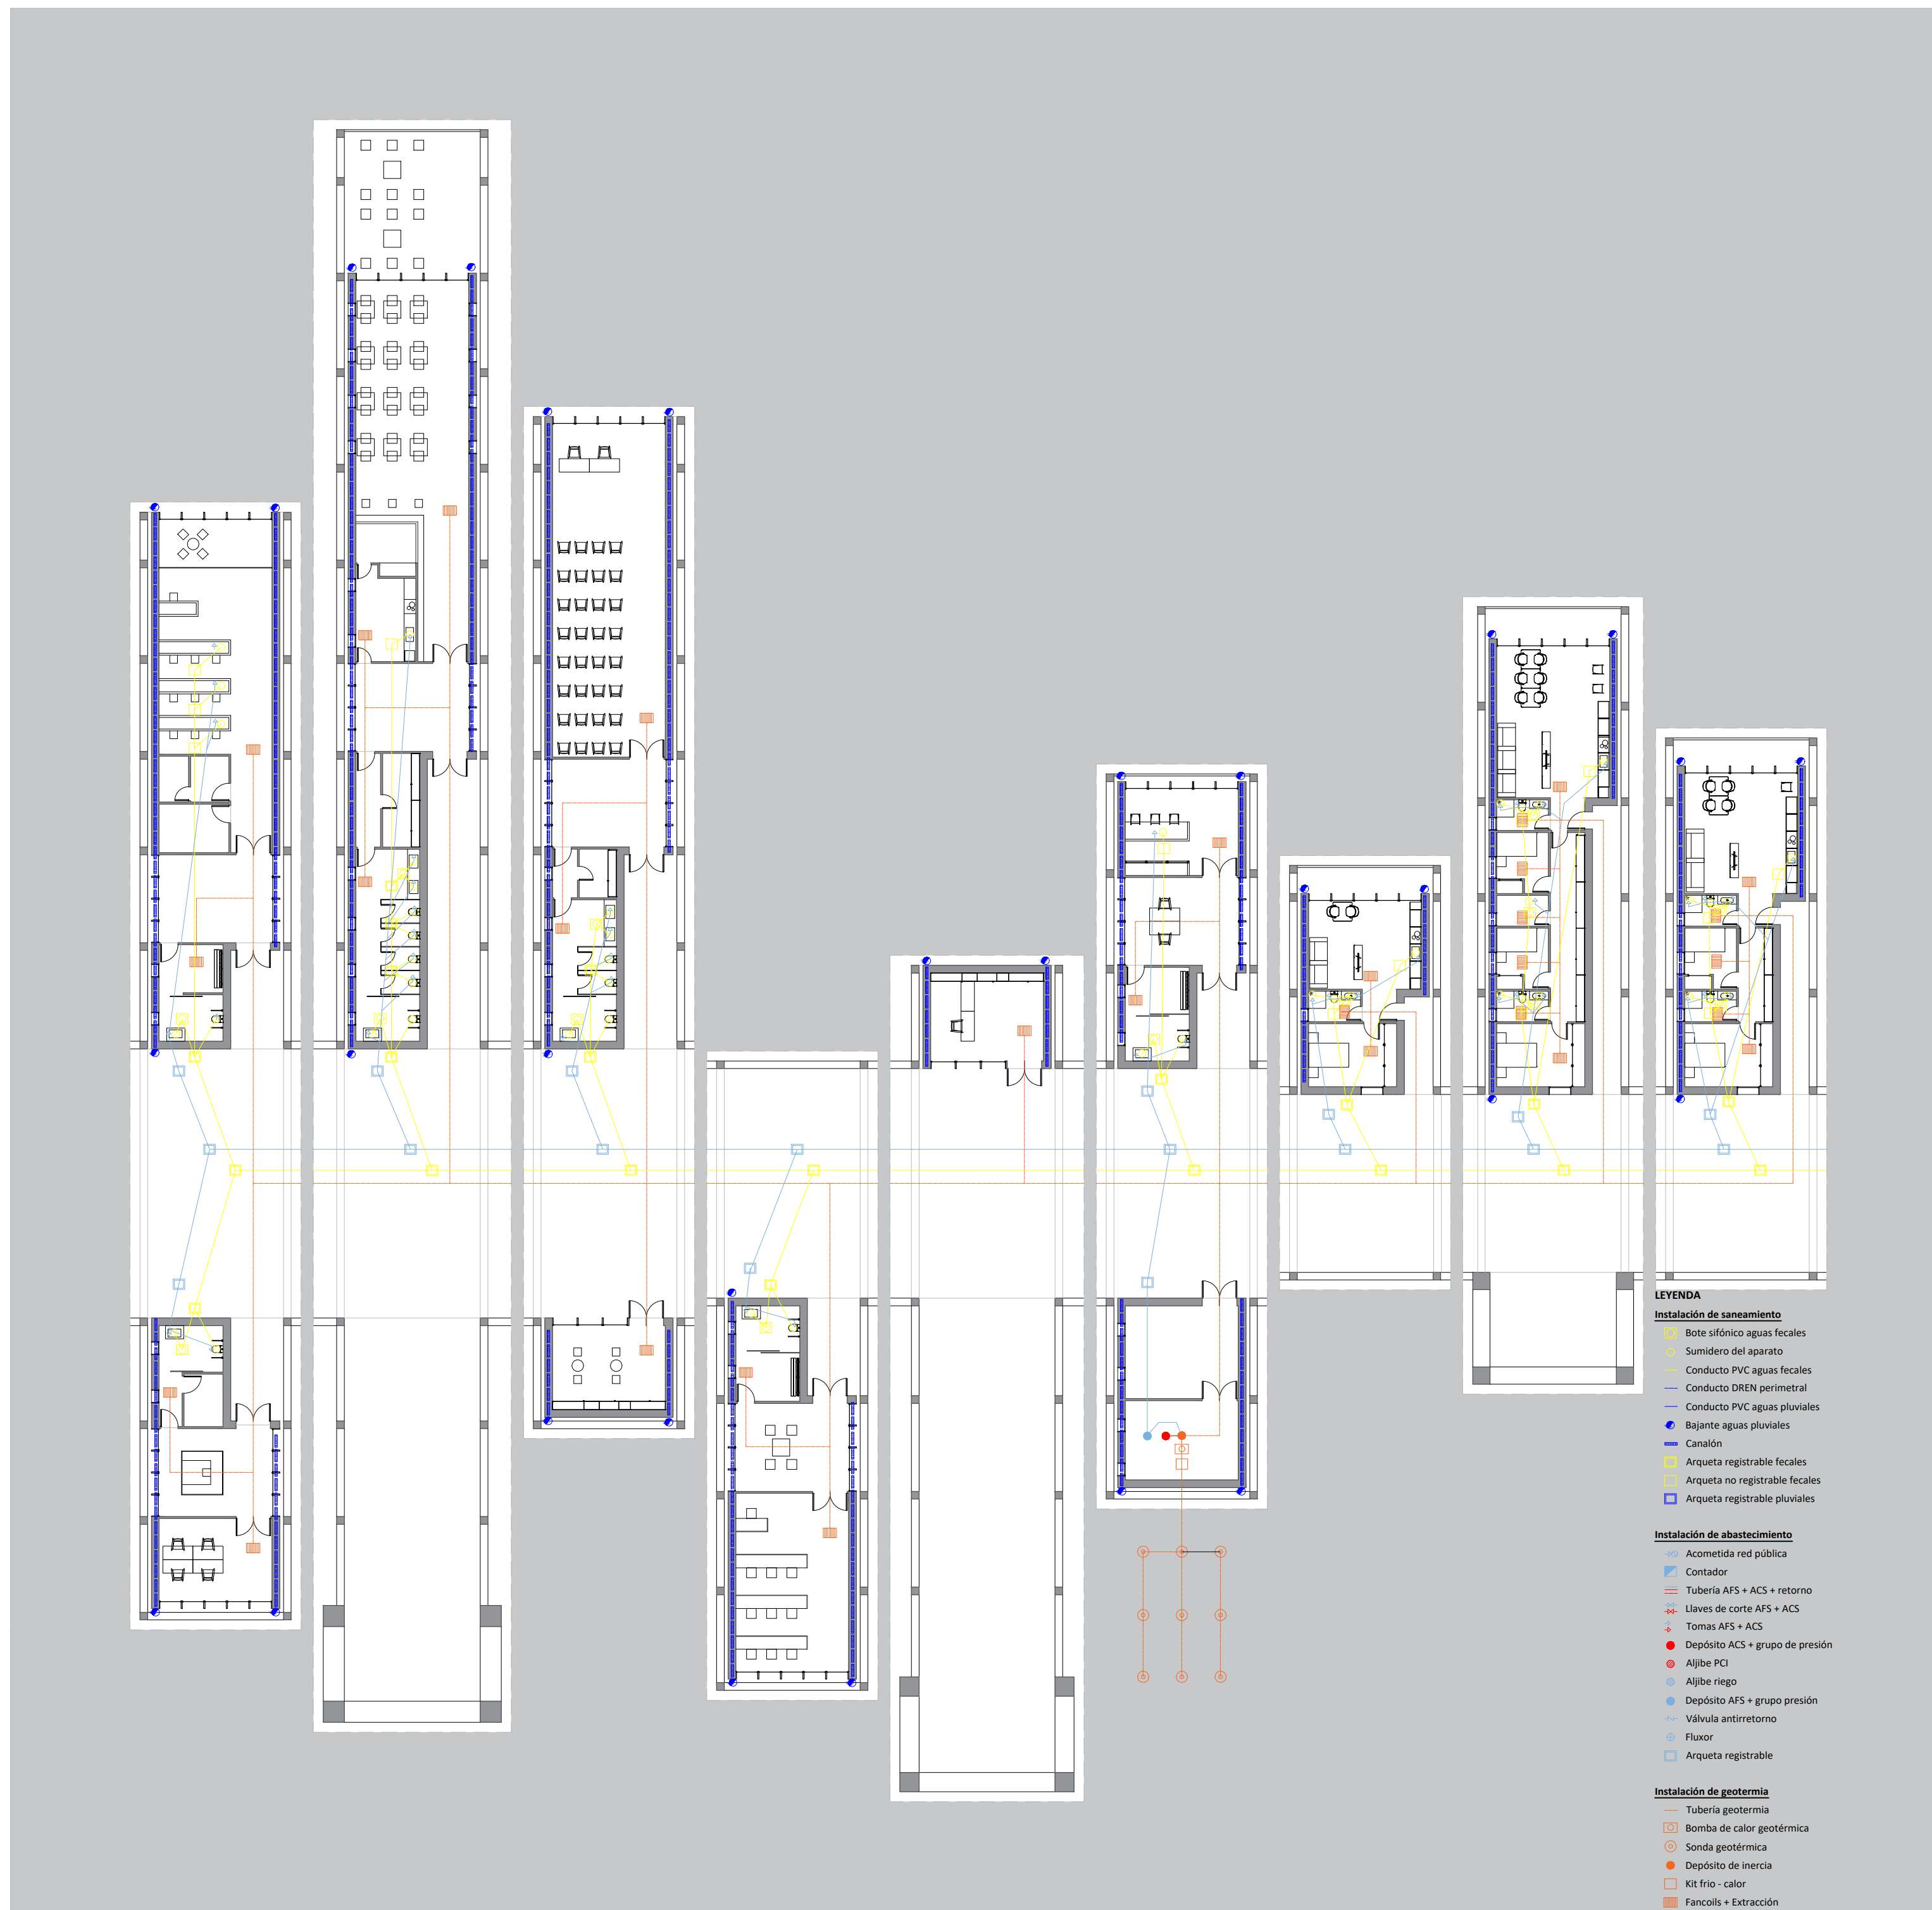 LEYENDA
Instalación de saneamiento
Bote sifónico aguas fecales
Sumidero del aparato
Conducto PVC aguas fecales
Conducto DREN perimetral
Conducto PVC aguas pluviales
Bajante aguas pluviales
Canalón
Arqueta registrable fecales
Arqueta no registrable fecales
Arqueta registrable pluviales
Instalación de abastecimiento
Acometida red pública
Contador
Tubería AFS + ACS + retorno
Llaves de corte AFS + ACS
Tomas AFS + ACS
Depósito ACS + grupo de presión
Aljibe PCI
Aljibe riego
Depósito AFS + grupo presión
Válvula antirretorno
Fluxor
Arqueta registrable
Instalación de geotermia
Tubería geotermia
Bomba de calor geotérmica
Sonda geotérmica
Depósito de inercia
Kit frio - calor
Fancoils + Extracción